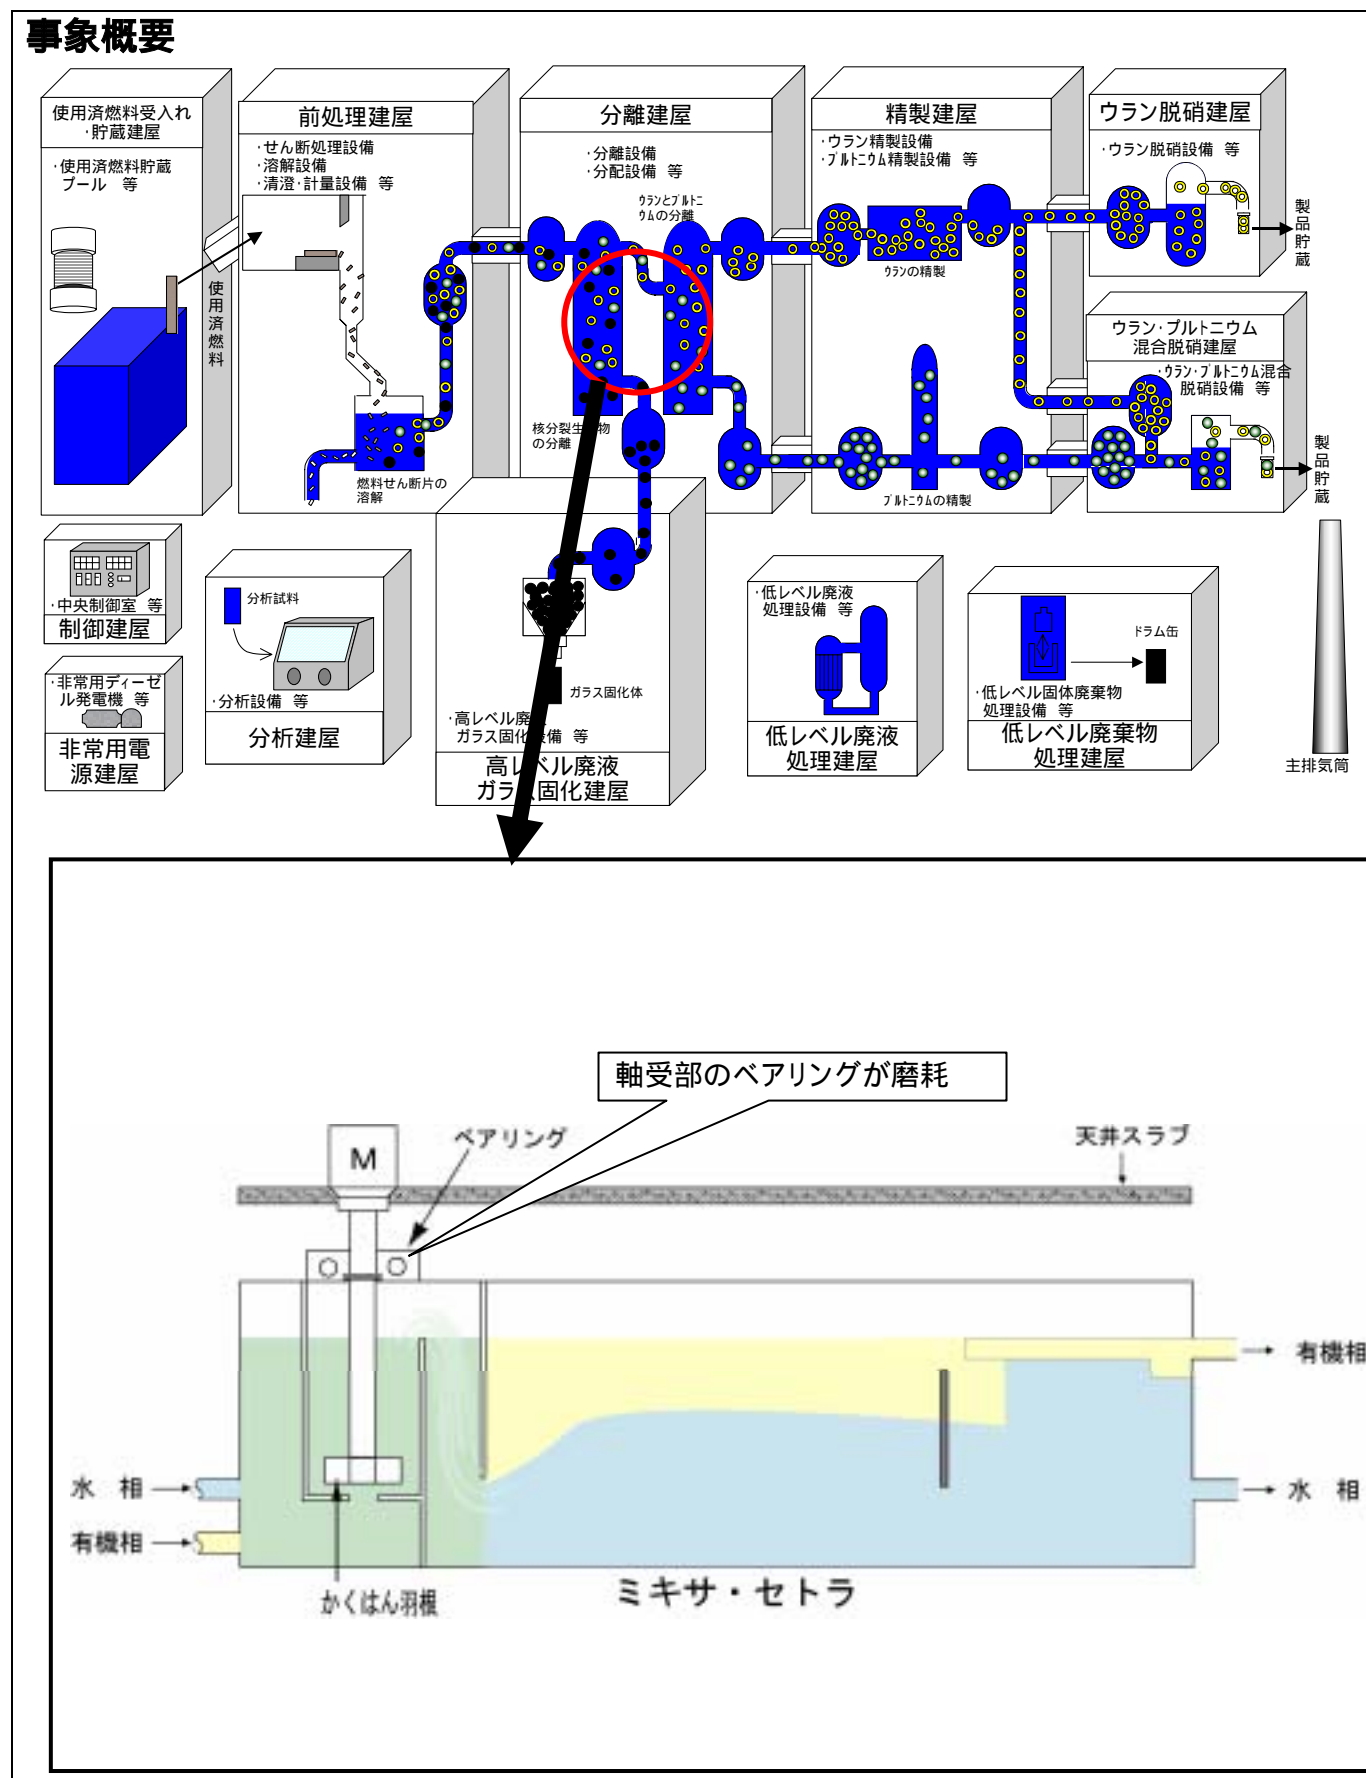 事象概要
使用済燃料受入れ
・貯蔵建屋
・使用済燃料貯蔵
プール 等
使用済燃料
前処理建屋
・せん断処理設備
・溶解設備
・清澄・計量設備 等
燃料せん断片の
溶解
分離建屋
・分離設備
・分配設備 等
ウランとプルトニ
ウムの分離
核分裂生 物
の分離
精製建屋
・ウラン精製設備
・プルトニウム精製設備 等
ウランの精製
プルトニウムの精製
ウラン脱硝建屋
・ウラン脱硝設備 等
製品貯蔵
ウラン・プルトニウム
混合脱硝建屋
・ウラン・プルトニウム混合
脱硝設備 等
製品貯蔵
・中央制御室 等
制御建屋
・非常用ディーゼ
ル発電機 等
非常用電
源建屋
分析試料
・分析設備 等
分析建屋
ガラス固化体
・高レベル廃
ガラス固化設備 等
高レベル廃液
ガラス固化建屋
・低レベル廃液
処理設備 等
低レベル廃液
処理建屋
ドラム缶
・低レベル固体廃棄物
処理設備 等
低レベル廃棄物
処理建屋
主排気筒
軸受部のベアリングが磨耗
M
ベアリング
天井スラブ
有機相
水 相
水 相
有機相
かくはん羽根
ミキサ・セトラ